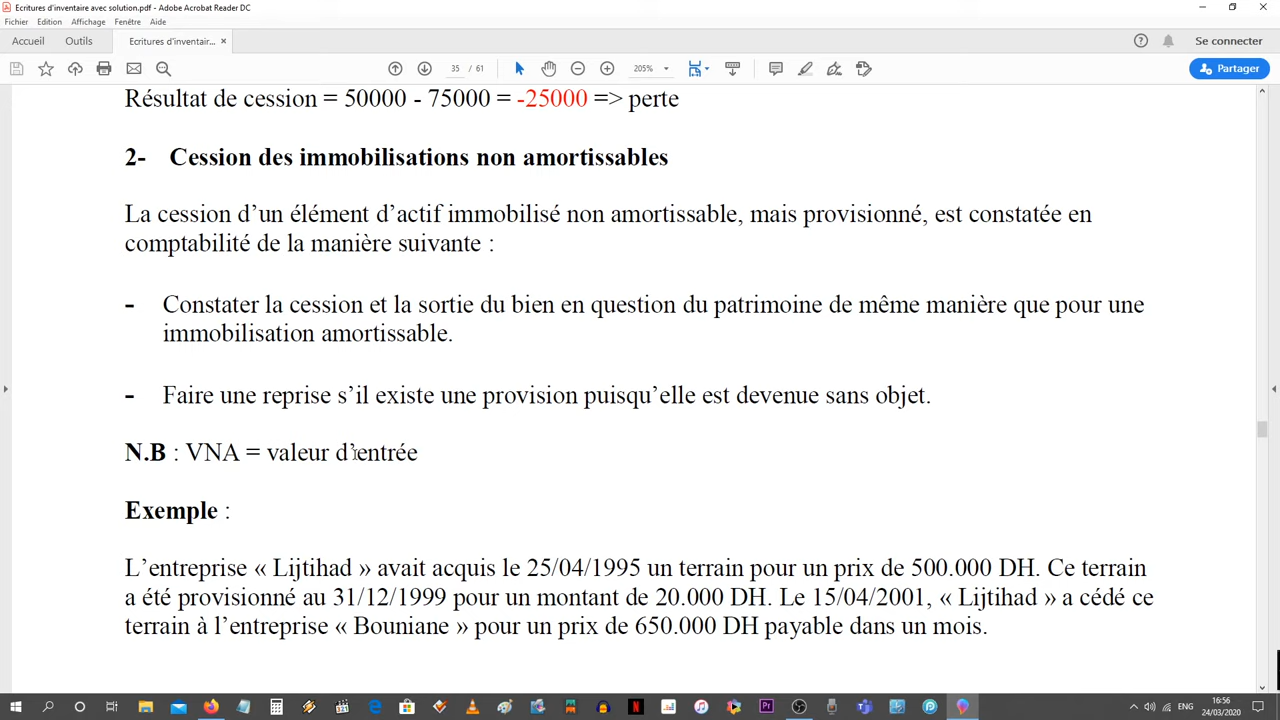 Ecritures d'inventaire avec solution.pdf - Adobe Acrobat Reader DC
Fichier Edition Affichage Fenêtre Aide
Accueil Outils Ecritures d'inventair... × Se connecter
35 / 61 205% Partager
Résultat de cession = 50000 - 75000 = -25000 => perte
2- Cession des immobilisations non amortissables
La cession d’un élément d’actif immobilisé non amortissable, mais provisionné, est constatée en
comptabilité de la manière suivante :
- Constater la cession et la sortie du bien en question du patrimoine de même manière que pour une
immobilisation amortissable.
- Faire une reprise s’il existe une provision puisqu’elle est devenue sans objet.
N.B : VNA = valeur d’entrée
Exemple :
L’entreprise « Lijtihad » avait acquis le 25/04/1995 un terrain pour un prix de 500.000 DH. Ce terrain
a été provisionné au 31/12/1999 pour un montant de 20.000 DH. Le 15/04/2001, « Lijtihad » a cédé ce
terrain à l’entreprise « Bouniane » pour un prix de 650.000 DH payable dans un mois.
16:56
24/03/2020